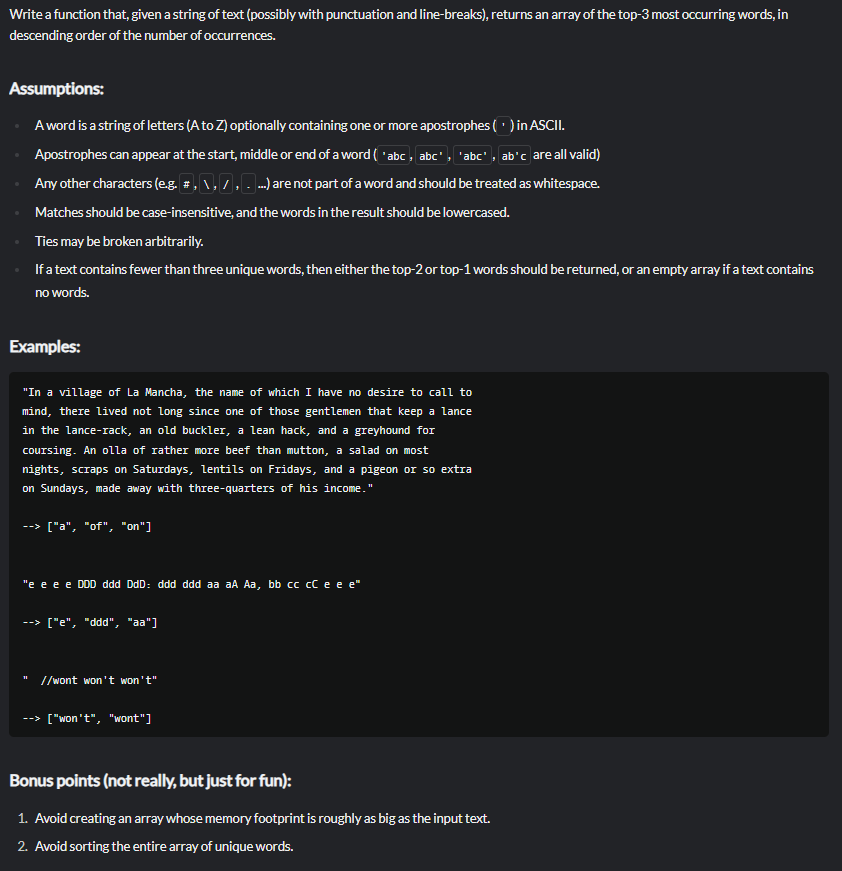 Write a function that, given a string of text (possibly with punctuation and line-breaks), returns an array of the top-3 most occurring words, in
descending order of the number of occurrences.
Assumptions:
A word is a string of letters (A to Z) optionally containing one or more apostrophes ( ' ) in ASCII.
Apostrophes can appear at the start, middle or end of a word ( 'abc , abc' , 'abc' , ab'c are all valid)
Any other characters (e.g. # , \ , / , . ...) are not part of a word and should be treated as whitespace.
Matches should be case-insensitive, and the words in the result should be lowercased.
Ties may be broken arbitrarily.
If a text contains fewer than three unique words, then either the top-2 or top-1 words should be returned, or an empty array if a text contains
no words.
Examples:
"In a village of La Mancha, the name of which I have no desire to call to
mind, there lived not long since one of those gentlemen that keep a lance
in the lance-rack, an old buckler, a lean hack, and a greyhound for
coursing. An olla of rather more beef than mutton, a salad on most
nights, scraps on Saturdays, lentils on Fridays, and a pigeon or so extra
on Sundays, made away with three-quarters of his income."
--> ["a", "of", "on"]
"e e e e DDD ddd DdD: ddd ddd aa aA Aa, bb cc cC e e e"
--> ["e", "ddd", "aa"]
"  //wont won't won't"
--> ["won't", "wont"]
Bonus points (not really, but just for fun):
1. Avoid creating an array whose memory footprint is roughly as big as the input text.
2. Avoid sorting the entire array of unique words.